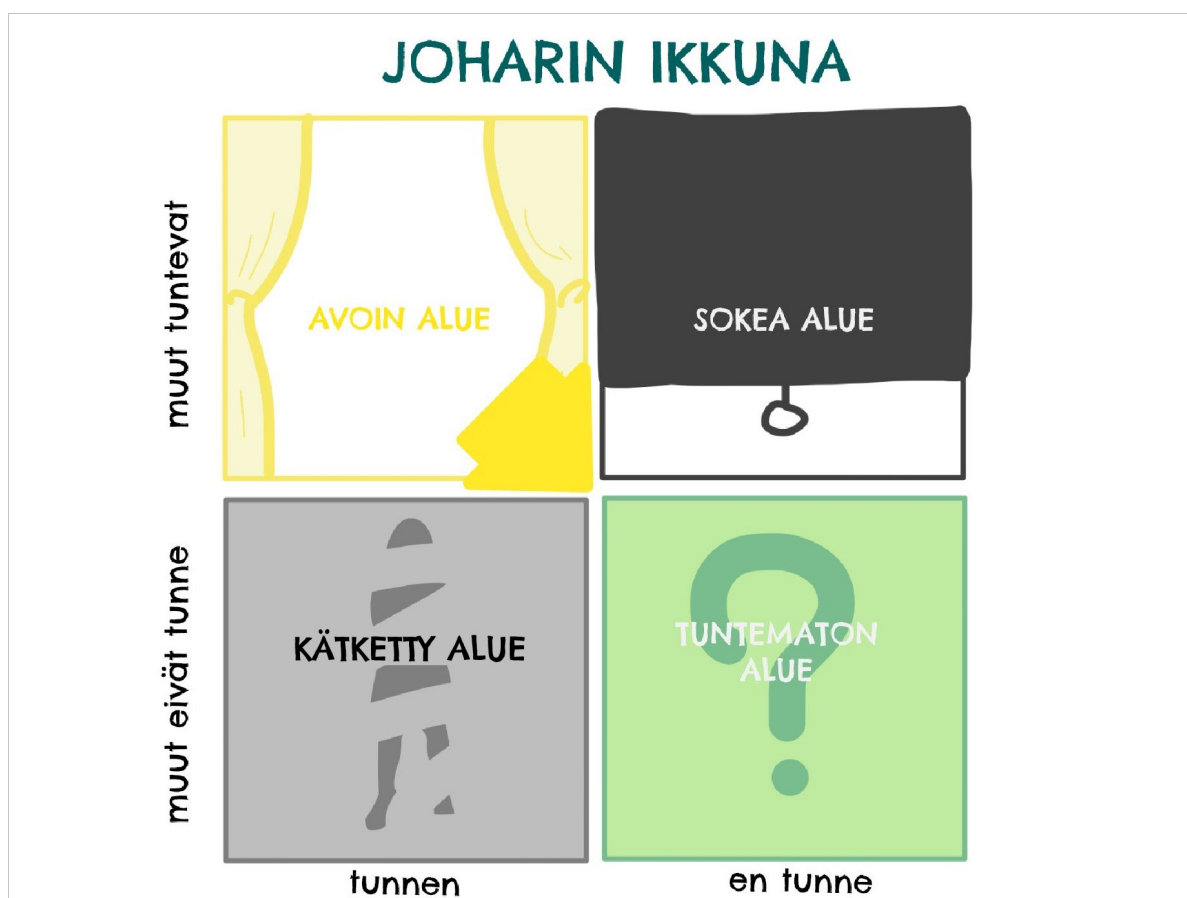 JOHARIN IKKUNA
muut tuntevat
AVOIN ALUE
SOKEA ALUE
muut eivät tunne
KÄTKETTY ALUE
TUNTEMATON
ALUE
tunnen
en tunne